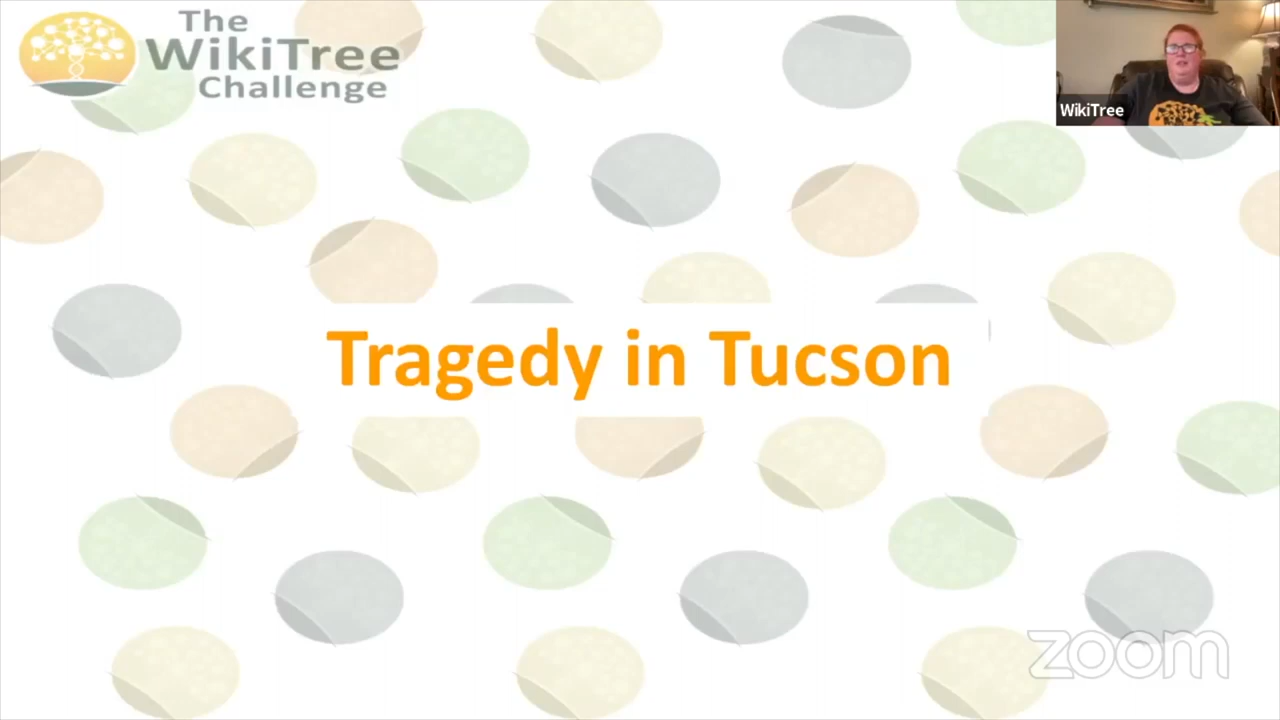 The
WikiTree
Challenge
WikiTree
Tragedy in Tucson
zoom